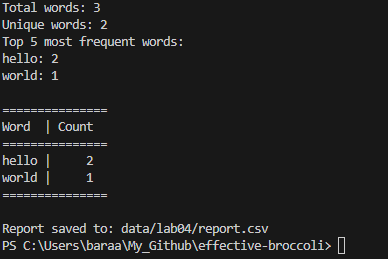 Total words: 3
Unique words: 2
Top 5 most frequent words:
hello: 2
world: 1
===============
Word  | Count
===============
hello |     2
world |     1
===============
Report saved to: data/lab04/report.csv
PS C:\Users\baraa\My_Github\effective-broccoli>